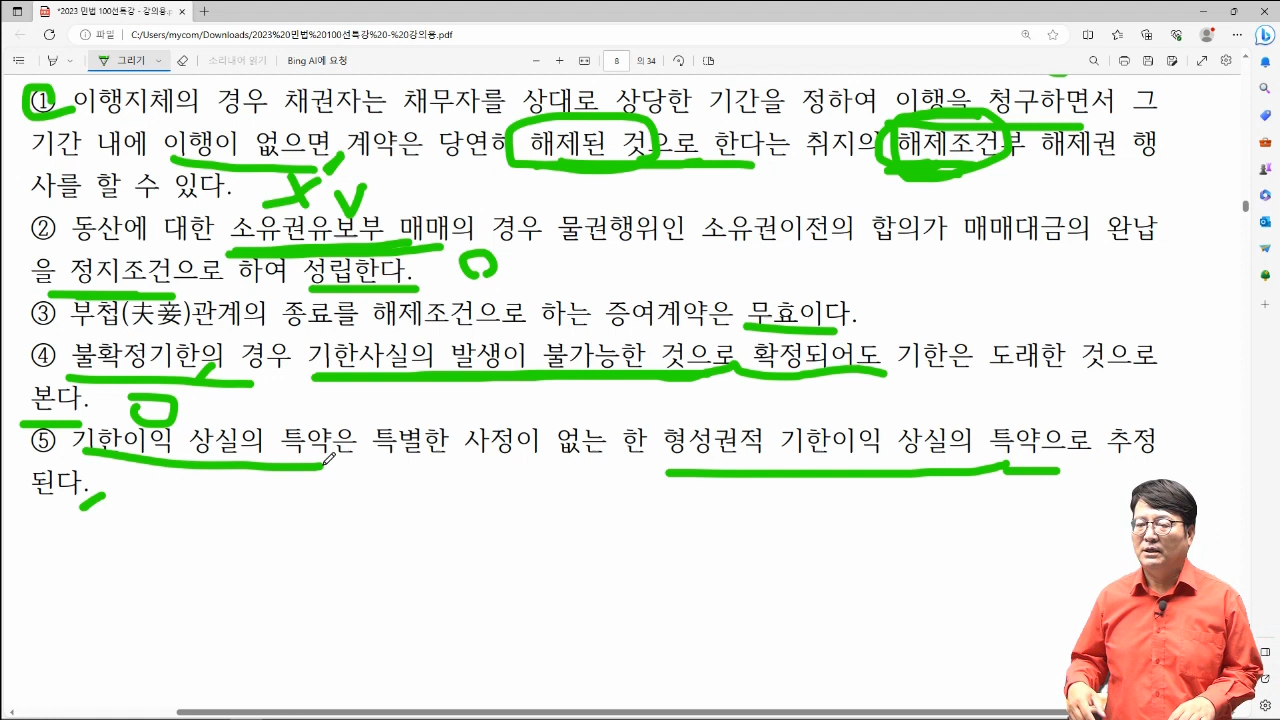 *2023 민법 100선특강 - 강의용.p
파일 C:/Users/mycom/Downloads/2023%20민법%20100선특강%20-%20강의용.pdf
그리기 소리내어 읽기 Bing AI에 요청 8 의 34
① 이행지체의 경우 채권자는 채무자를 상대로 상당한 기간을 정하여 이행을 청구하면서 그
기간 내에 이행이 없으면 계약은 당연히 해제된 것으로 한다는 취지의 해제조건부 해제권 행
사를 할 수 있다.
② 동산에 대한 소유권유보부 매매의 경우 물권행위인 소유권이전의 합의가 매매대금의 완납
을 정지조건으로 하여 성립한다.
③ 부첩(夫妾)관계의 종료를 해제조건으로 하는 증여계약은 무효이다.
④ 불확정기한의 경우 기한사실의 발생이 불가능한 것으로 확정되어도 기한은 도래한 것으로
본다.
⑤ 기한이익 상실의 특약은 특별한 사정이 없는 한 형성권적 기한이익 상실의 특약으로 추정
된다.